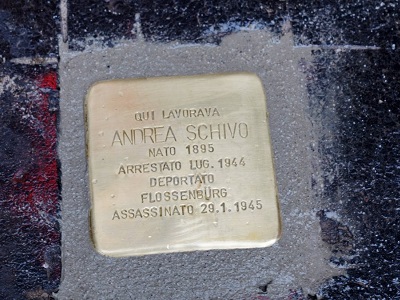 QUI LAVORAVA
ANDREA SCHIVO
NATO 1895
ARRESTATO LUG. 1944
DEPORTATO
FLOSSENBÜRG
ASSASSINATO 29.1.1945